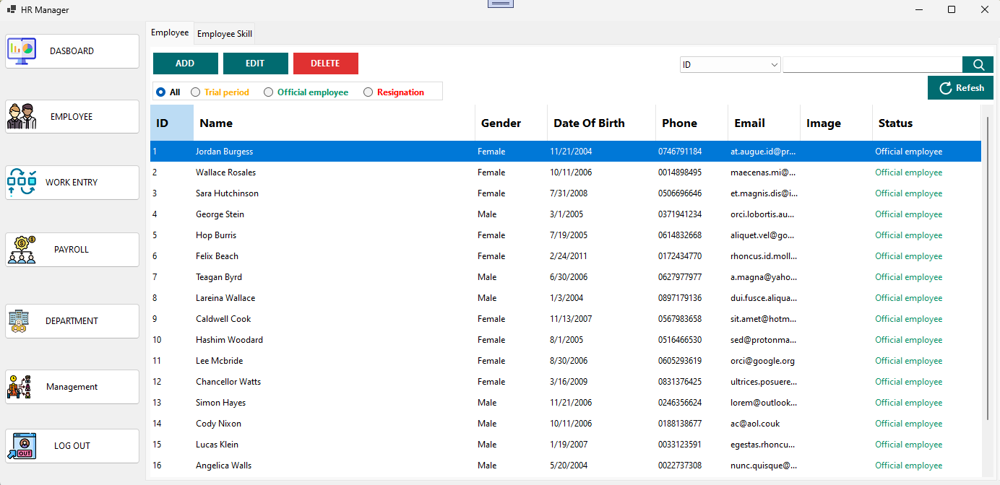 HR Manager
DASBOARD
EMPLOYEE
WORK ENTRY
PAYROLL
DEPARTMENT
Management
OUT
LOG OUT
Employee Employee Skill
ADD EDIT DELETE
ID
All Trial period Official employee Resignation
Refesh
ID Name Gender Date Of Birth Phone Email Image Status
1 Jordan Burgess Female 11/21/2004 0746791184 at.augue.id@pr... Official employee
2 Wallace Rosales Female 10/11/2006 0014898495 maecenas.mi@... Official employee
3 Sara Hutchinson Female 7/31/2008 0506696646 et.magnis.dis@i... Official employee
4 George Stein Male 3/1/2005 0371941234 orci.lobortis.au... Official employee
5 Hop Burris Female 7/19/2005 0614832668 aliquet.vel@go... Official employee
6 Felix Beach Female 2/24/2011 0172434770 rhoncus.id.moll... Official employee
7 Teagan Byrd Male 6/30/2006 0627977977 a.magna@yaho... Official employee
8 Lareina Wallace Male 1/3/2004 0897179136 dui.fusce.aliqua... Official employee
9 Caldwell Cook Female 11/13/2007 0567983658 sit.amet@hotm... Official employee
10 Hashim Woodard Female 8/1/2005 0516466530 sed@protonma... Official employee
11 Lee Mcbride Female 8/30/2006 0605293619 orci@google.org Official employee
12 Chancellor Watts Female 3/16/2009 0831376425 ultrices.posuere... Official employee
13 Simon Hayes Male 11/21/2006 0246356624 lorem@outlook... Official employee
14 Cody Nixon Male 10/11/2006 0188138677 ac@aol.couk Official employee
15 Lucas Klein Male 1/19/2007 0033123591 egestas.rhoncu... Official employee
16 Angelica Walls Male 5/20/2004 0022737308 nunc.quisque@... Official employee